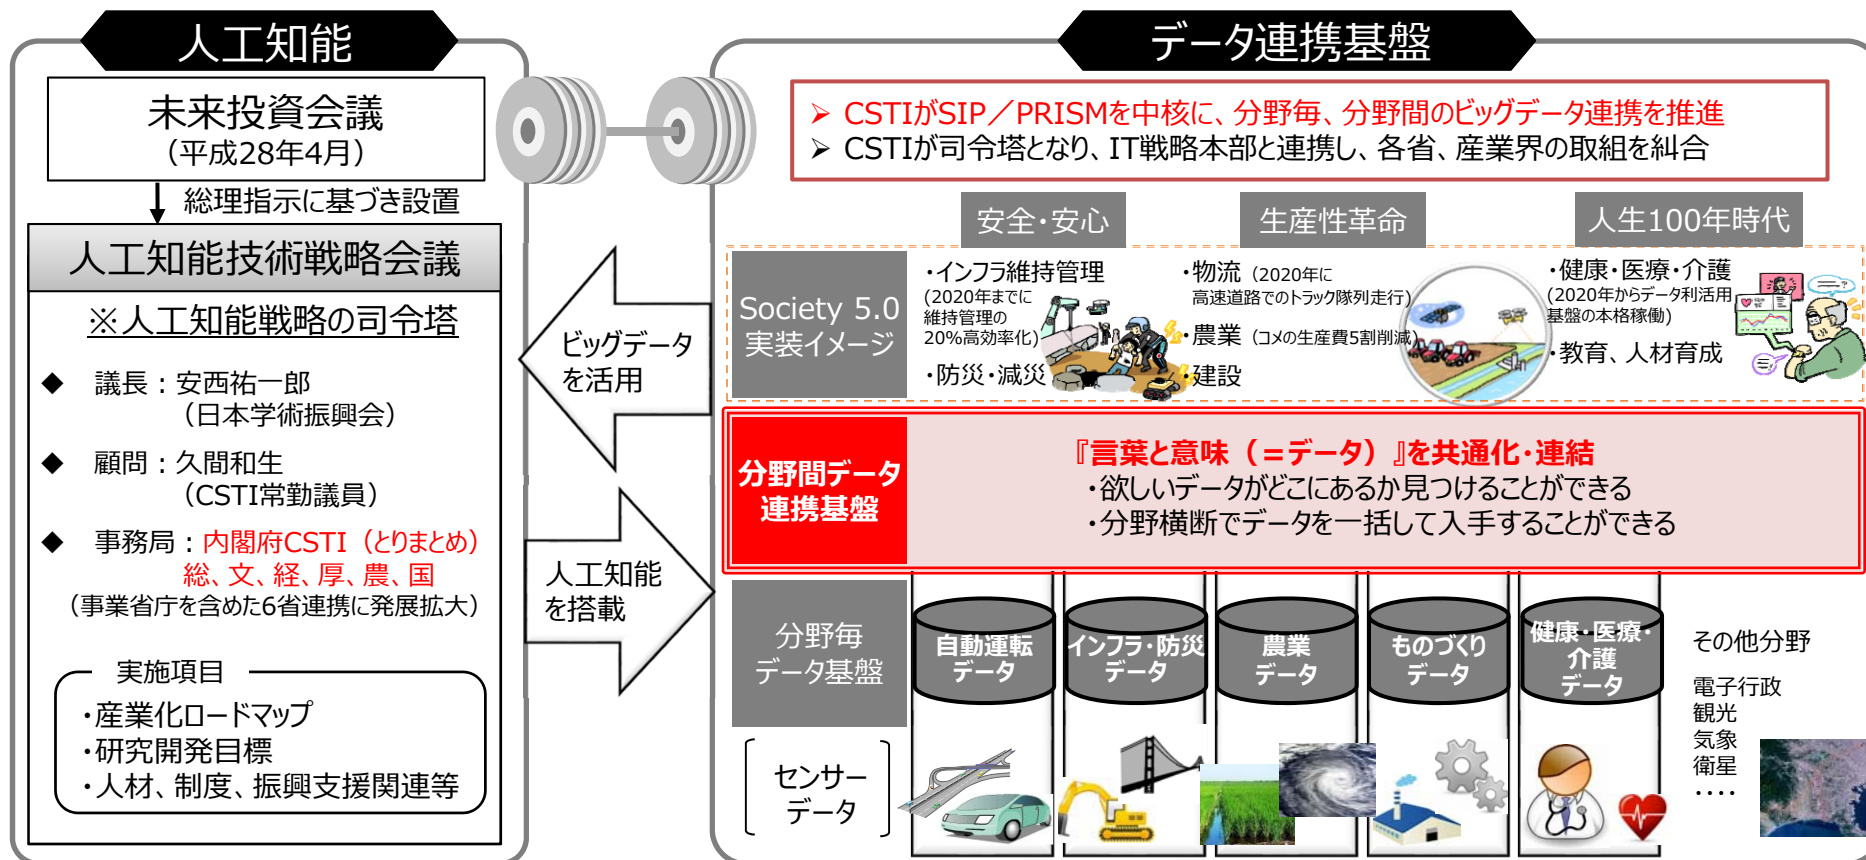 人工知能
未来投資会議
（平成28年4月）
総理指示に基づき設置
人工知能技術戦略会議
※人工知能戦略の司令塔
◆ 議長：安西祐一郎
（日本学術振興会）
◆ 顧問：久間和生
（CSTI常勤議員）
◆ 事務局：内閣府CSTI（とりまとめ）
総、文、経、厚、農、国
（事業省庁を含めた6省連携に発展拡大）
実施項目
・産業化ロードマップ
・研究開発目標
・人材、制度、振興支援関連等
ビッグデータ
を活用
人工知能
を搭載
データ連携基盤
➢ CSTIがSIP／PRISMを中核に、分野毎、分野間のビッグデータ連携を推進
➢ CSTIが司令塔となり、IT戦略本部と連携し、各省、産業界の取組を糾合
安全・安心
生産性革命
人生100年時代
Society 5.0
実装イメージ
・インフラ維持管理
(2020年までに
維持管理の
20%高効率化)
・防災・減災
・物流（2020年に
高速道路でのトラック隊列走行)
・農業（コメの生産費5割削減)
・建設
・健康・医療・介護
(2020年からデータ利活用
基盤の本格稼働)
・教育、人材育成
分野間データ
連携基盤
『言葉と意味（＝データ）』を共通化・連結
・欲しいデータがどこにあるか見つけることができる
・分野横断でデータを一括して入手することができる
分野毎
データ基盤
自動運転
データ
インフラ・防災
データ
農業
データ
ものづくり
データ
健康・医療・
介護
データ
その他分野
電子行政
観光
気象
衛星
‥‥
センサー
データ